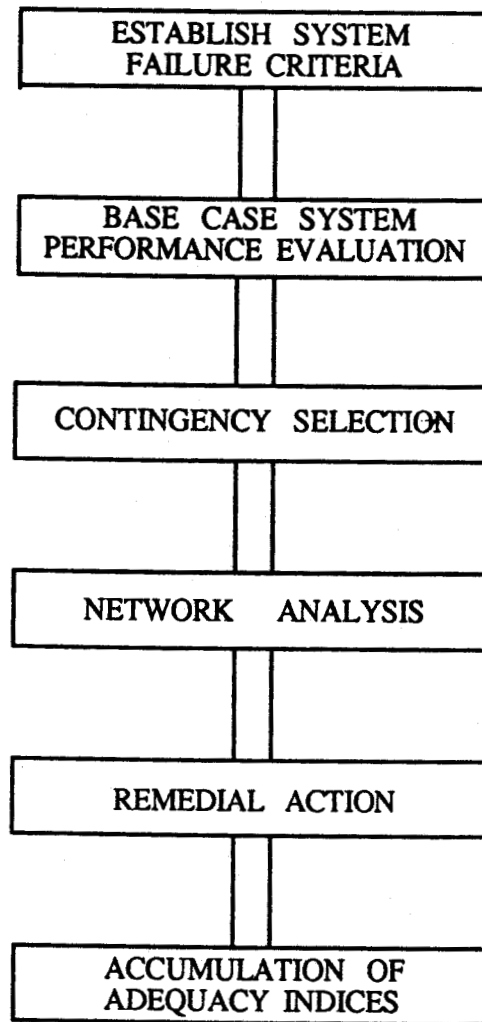 ESTABLISH SYSTEM
FAILURE CRITERIA
BASE CASE SYSTEM
PERFORMANCE EVALUATION
CONTINGENCY SELECTION
NETWORK ANALYSIS
REMEDIAL ACTION
ACCUMULATION OF
ADEQUACY INDICES